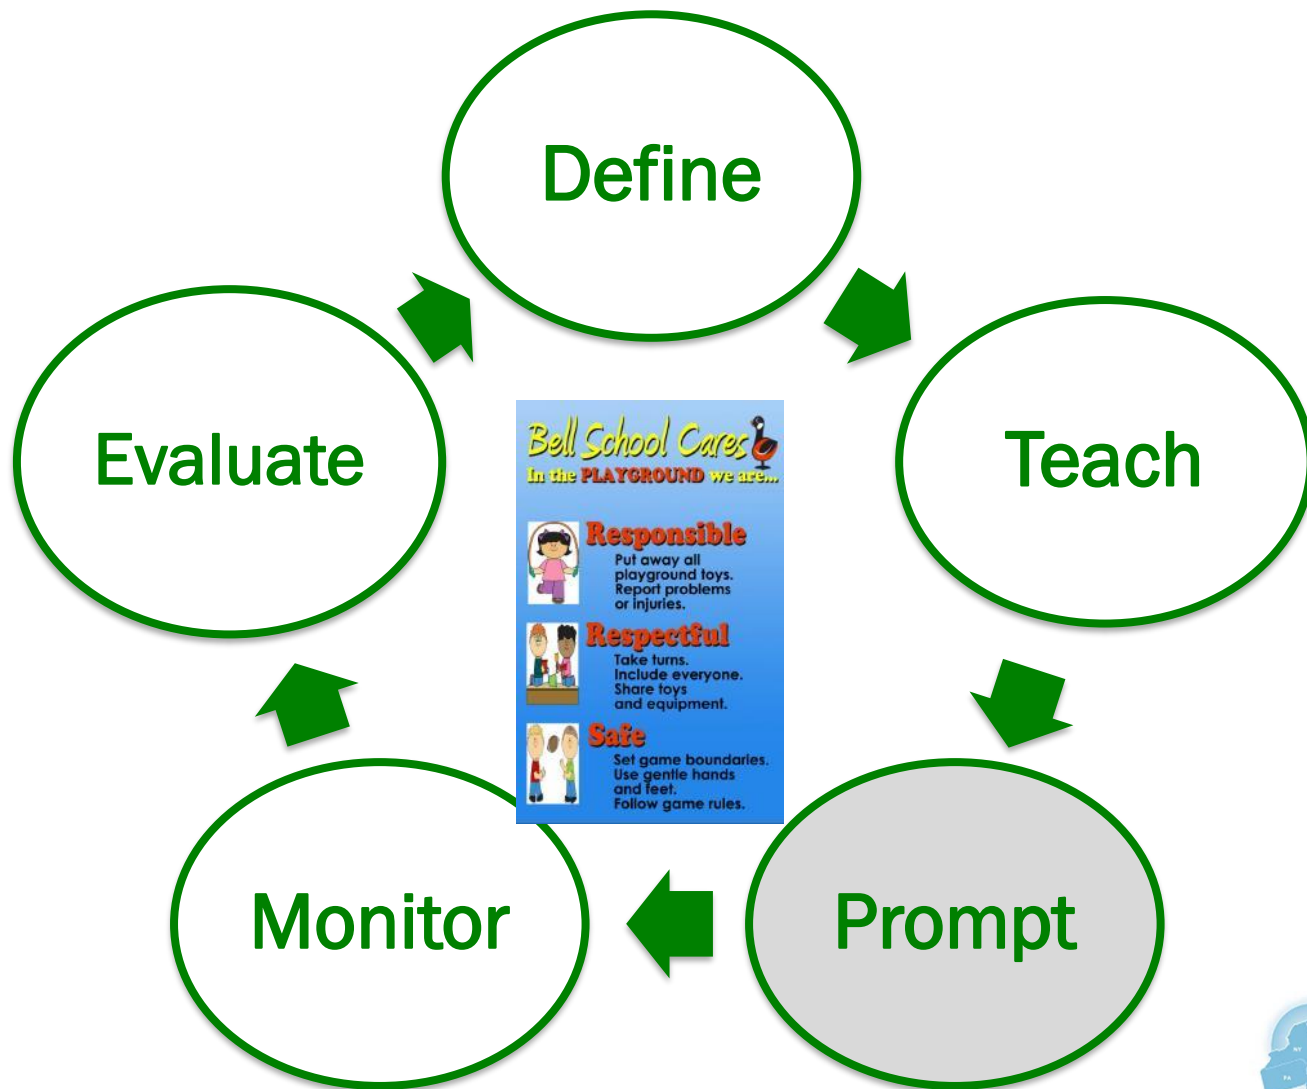 Define
Teach
Prompt
Monitor
Evaluate
Bell School Cares
In the PLAYGROUND we are...
Responsible
Put away all
playground toys.
Report problems
or injuries.
Respectful
Take turns.
Include everyone.
Share toys
and equipment.
Safe
Set game boundaries.
Use gentle hands
and feet.
Follow game rules.
NY
PA